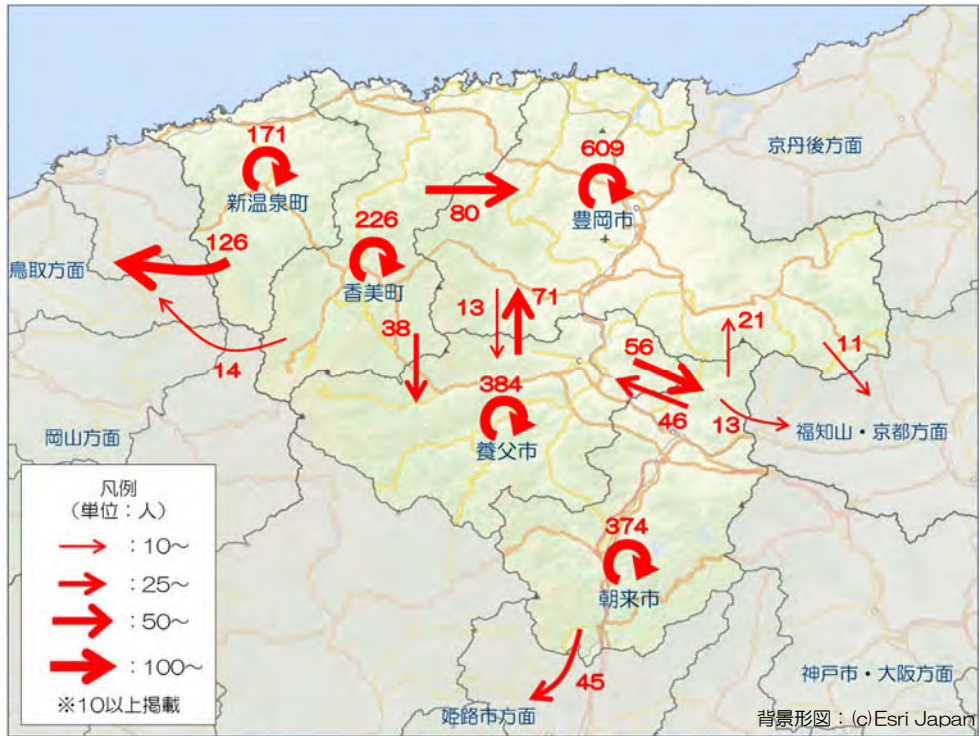 京丹後方面
171
609
新温泉町
226
80
豊岡市
126
鳥取方面
香美町
13
71
38
21
14
56
11
384
46
13
岡山方面
養父市
福知山・京都方面
凡例
(単位:人)
:10～
:25～
:50～
:100～
※10以上掲載
374
朝来市
45
姫路市方面
神戸市・大阪方面
背景形図:(c)Esri Japan